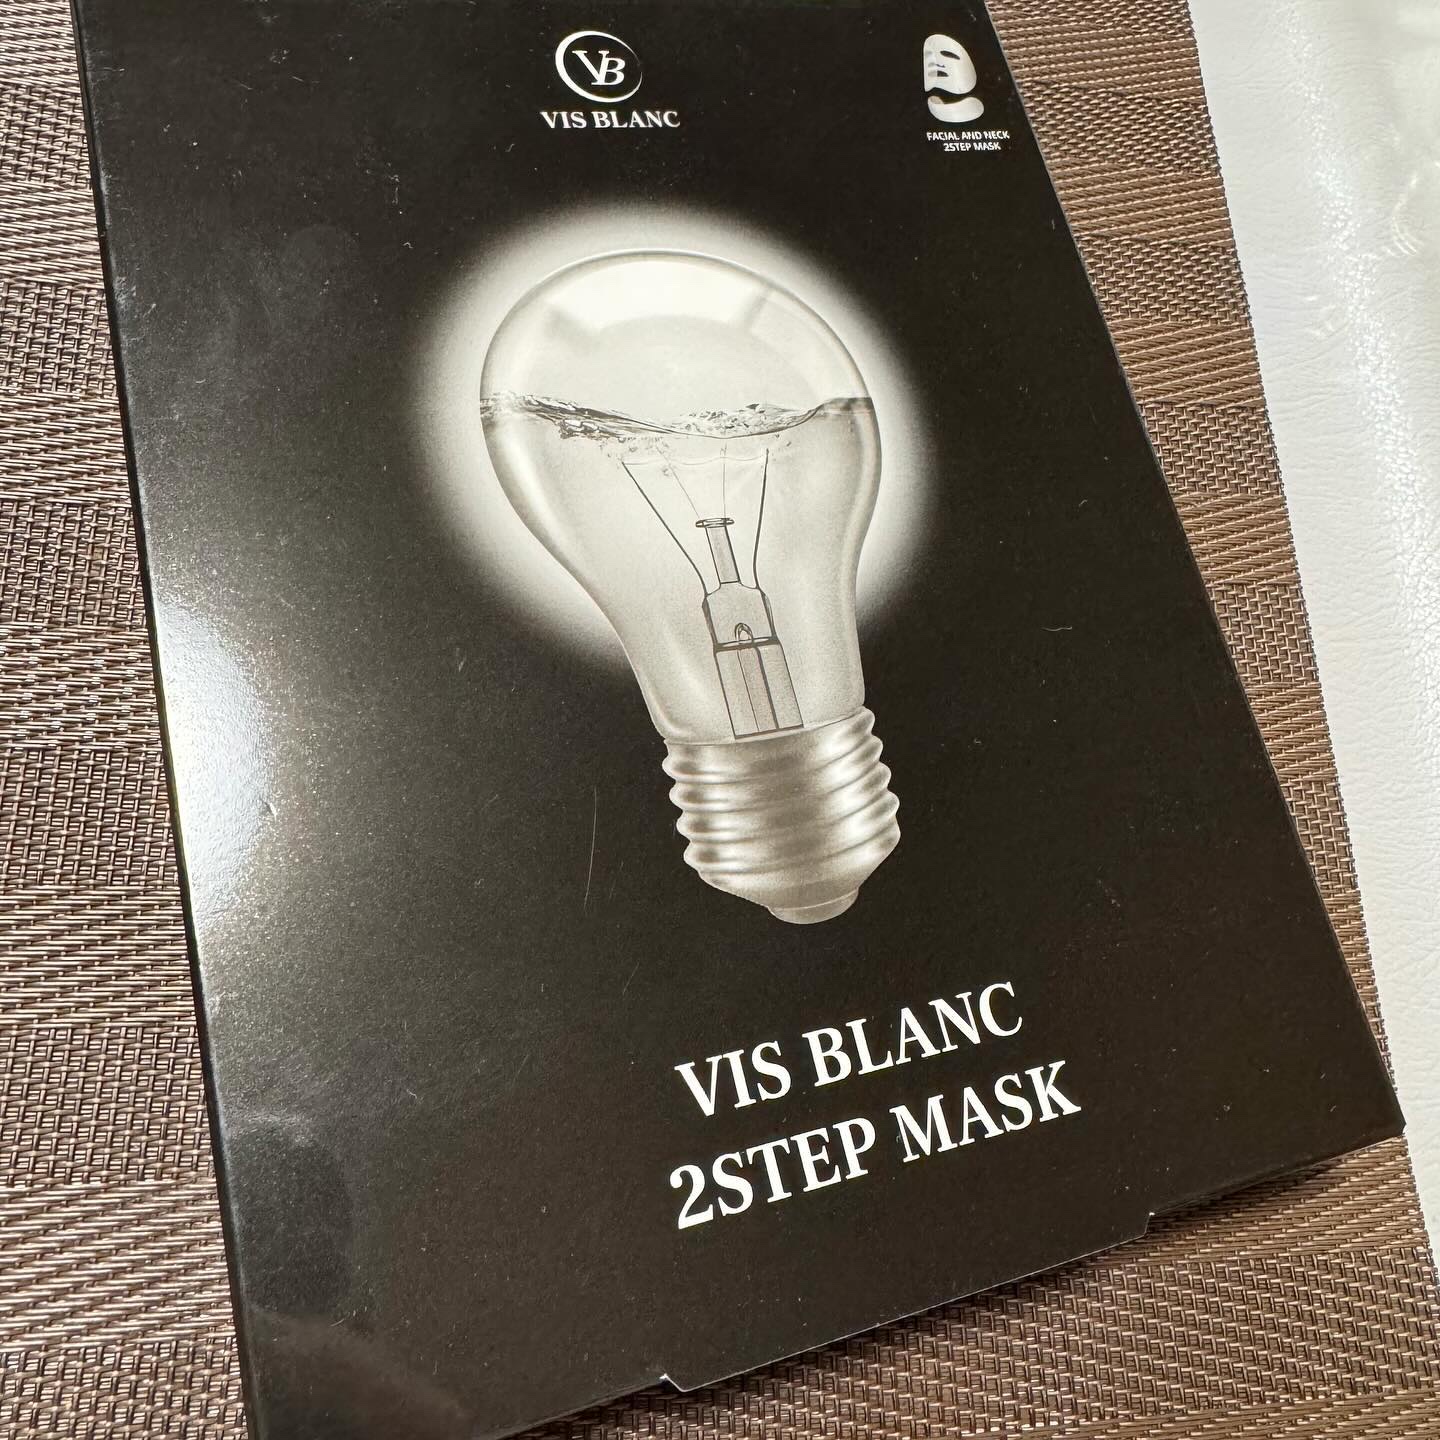 VB
VIS BLANC
FACIAL AND NECK
2STEP MASK
VIS BLANC
2STEP MASK